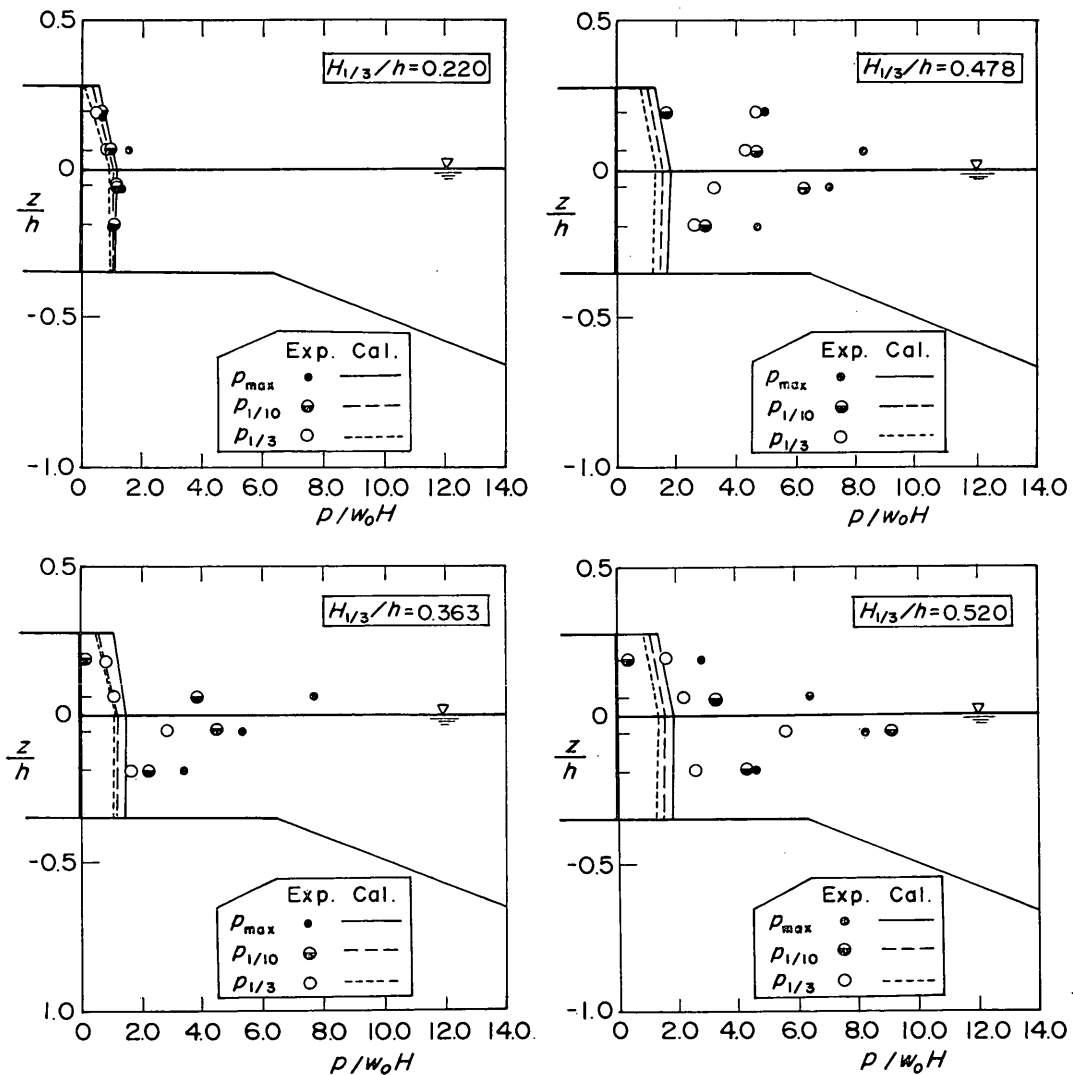 0.5
H1/3/h=0.220
0
z/h
-0.5
Exp. Cal.
pmax
p1/10
p1/3
-1.0
0 2.0 4.0 6.0 8.0 10.0 12.0 14.0
p/w0H
0.5
H1/3/h=0.478
0
z/h
-0.5
Exp. Cal.
pmax
p1/10
p1/3
-1.0
0 2.0 4.0 6.0 8.0 10.0 12.0 14.0
p/w0H
0.5
H1/3/h=0.363
0
z/h
-0.5
Exp. Cal.
pmax
p1/10
p1/3
1.0
0 2.0 4.0 6.0 8.0 10.0 12.0 14.0.
p/w0H
0.5
H1/3/h=0.520
0
z/h
-0.5
Exp. Cal.
pmax
p1/10
p1/3
-1.0
0 2.0 4.0 6.0 8.0 10.0 12.0 14.0
p/w0H